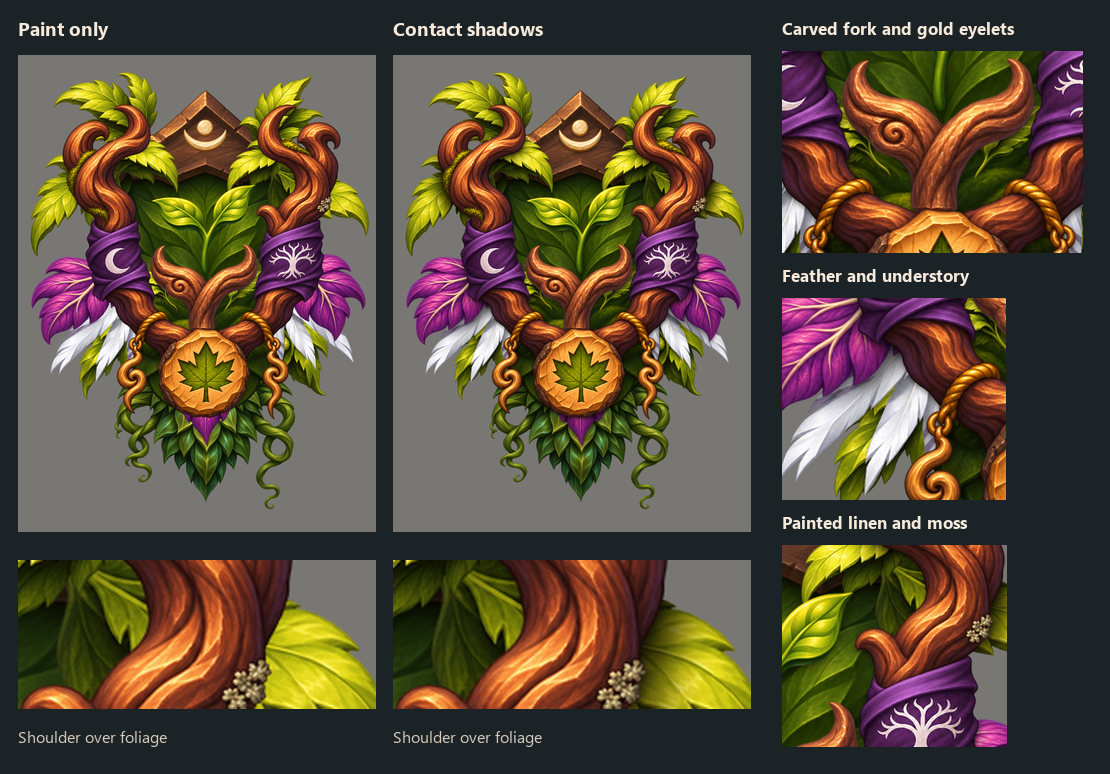 Paint only
Contact shadows
Carved fork and gold eyelets
Feather and understory
Painted linen and moss
Shoulder over foliage
Shoulder over foliage